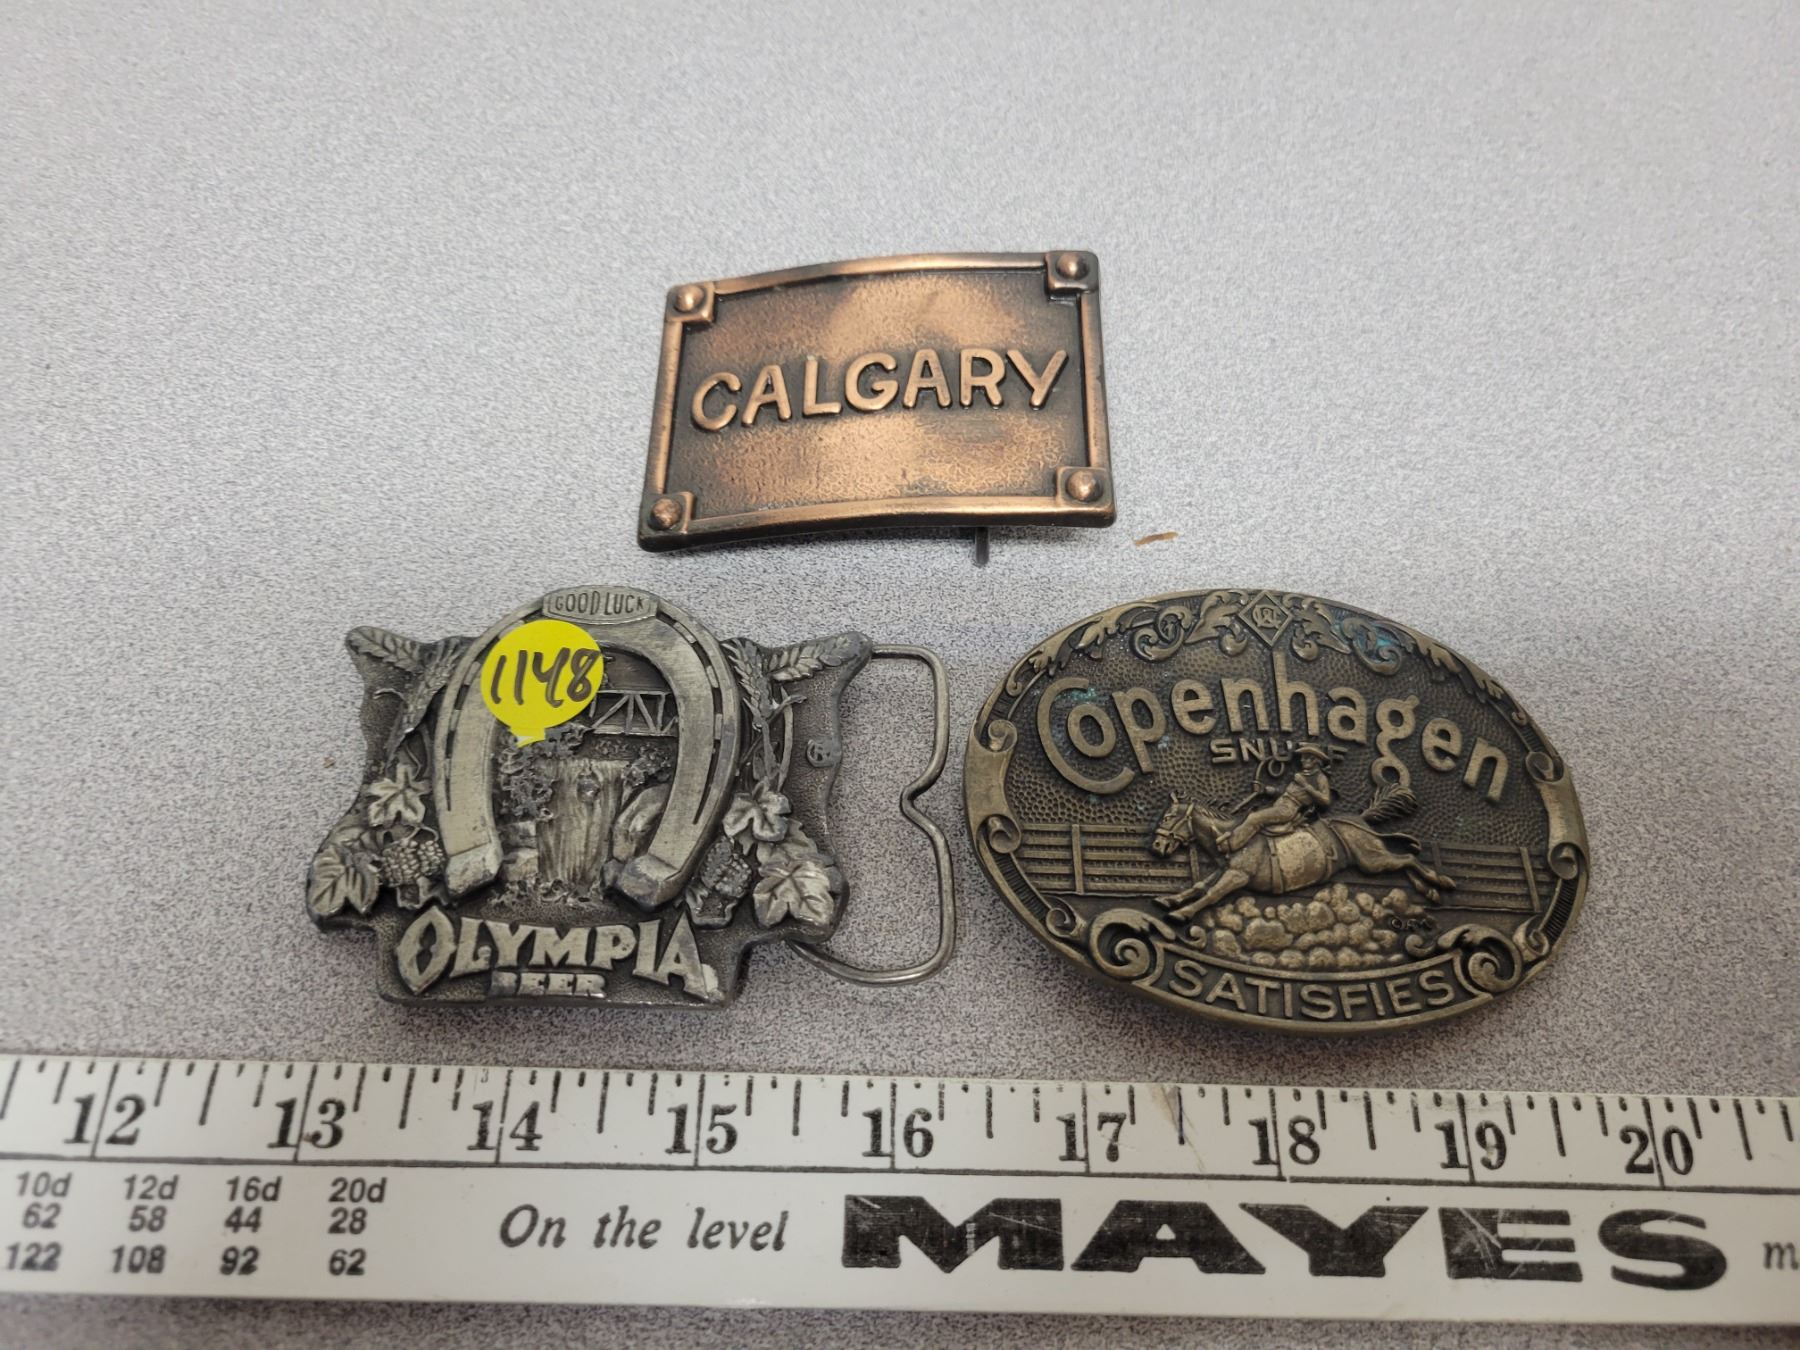 CALGARY
GOOD LUCK
1148
OLYMPIA
BEER
Copenhagen
SNUFF
SATISFIES
12 13 14 15 16 17 18 19 20
10d 12d 16d 20d
62 58 44 28
122 108 92 62
On the level MAYES